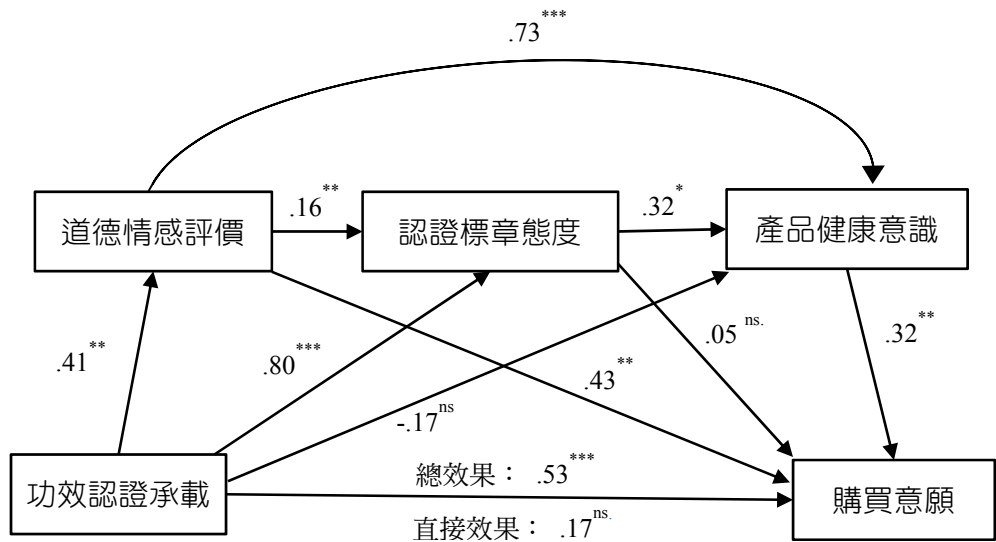 .73***
.16**
.32*
道德情感評價
認證標章態度
產品健康意識
.41**
.80***
-.17ns
.43**
.05 ns.
.32**
功效認證承載
總效果： .53***
直接效果： .17ns.
購買意願